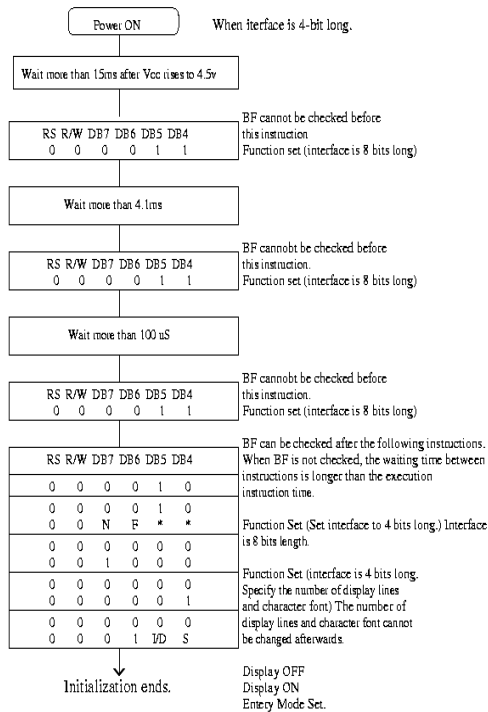 Power ON
When iterface is 4-bit long.
Wait more than 15ms after Vcc rises to 4.5v
RS R/W DB7 DB6 DB5 DB4
0 0 0 0 1 1
BF cannot be checked before
this instruction
Function set (interface is 8 bits long)
Wait more than 4.1ms
RS R/W DB7 DB6 DB5 DB4
0 0 0 0 1 1
BF cannobt be checked before
this instruction.
Function set (interface is 8 bits long)
Wait more than 100 uS
RS R/W DB7 DB6 DB5 DB4
0 0 0 0 1 1
BF cannobt be checked before
this instruction.
Function set (interface is 8 bits long)
RS R/W DB7 DB6 DB5 DB4
0 0 0 0 1 0
0 0 0 0 1 0
0 0 N F * *
0 0 0 0 0 0
0 0 1 0 0 0
0 0 0 0 0 0
0 0 0 0 0 1
0 0 0 0 0 0
0 0 0 1 I/D S
BF can be checked after the following instructions.
When BF is not checked, the waiting time between
instructions is longer than the execution
instruction time.
Function Set (Set interface to 4 bits long.) Interface
is 8 bits length.
Function Set (interface is 4 bits long.
Specify the number of display lines
and character font) The number of
display lines and character font cannot
be changed afterwards.
Display OFF
Display ON
Entery Mode Set.
Initialization ends.